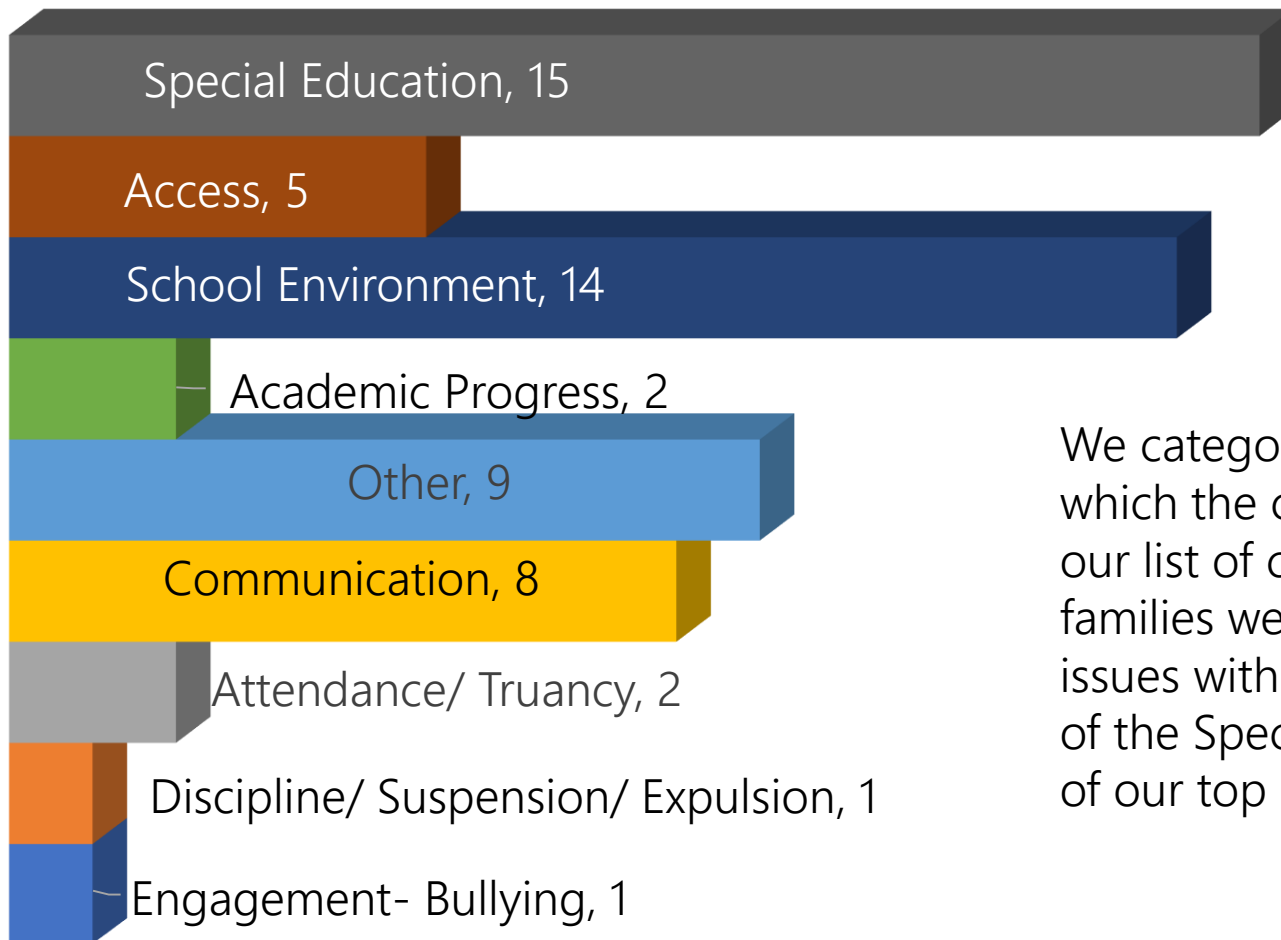 Special Education, 15
Access, 5
School Environment, 14
Academic Progress, 2
Other, 9
Communication, 8
Attendance/ Truancy, 2
Discipline/ Suspension/ Expulsion, 1
Engagement- Bullying, 1
We catego
which the
our list of
families we
issues with
of the Spec
of our top